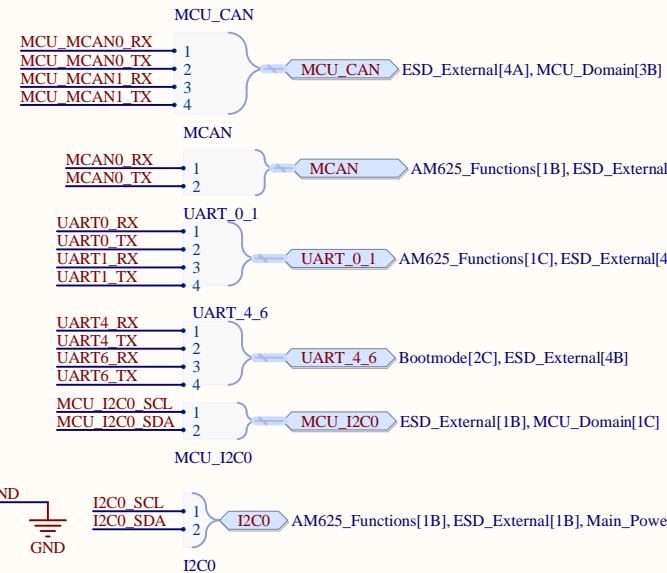 MCU_CAN
MCU_MCAN0_RX 1
MCU_MCAN0_TX 2 MCU_CAN ESD_External[4A], MCU_Domain[3B]
MCU_MCAN1_RX 3
MCU_MCAN1_TX 4
MCAN
MCAN0_RX 1 MCAN AM625_Functions[1B], ESD_External
MCAN0_TX 2
UART_0_1
UART0_RX 1
UART0_TX 2
UART1_RX 3 UART_0_1 AM625_Functions[1C], ESD_External[4
UART1_TX 4
UART_4_6
UART4_RX 1
UART4_TX 2
UART6_RX 3 UART_4_6 Bootmode[2C], ESD_External[4B]
UART6_TX 4
MCU_I2C0_SCL 1
MCU_I2C0_SDA 2 MCU_I2C0 ESD_External[1B], MCU_Domain[1C]
MCU_I2C0
ND
I2C0_SCL 1
I2C0_SDA 2 I2C0 AM625_Functions[1B], ESD_External[1B], Main_Powe
GND
I2C0